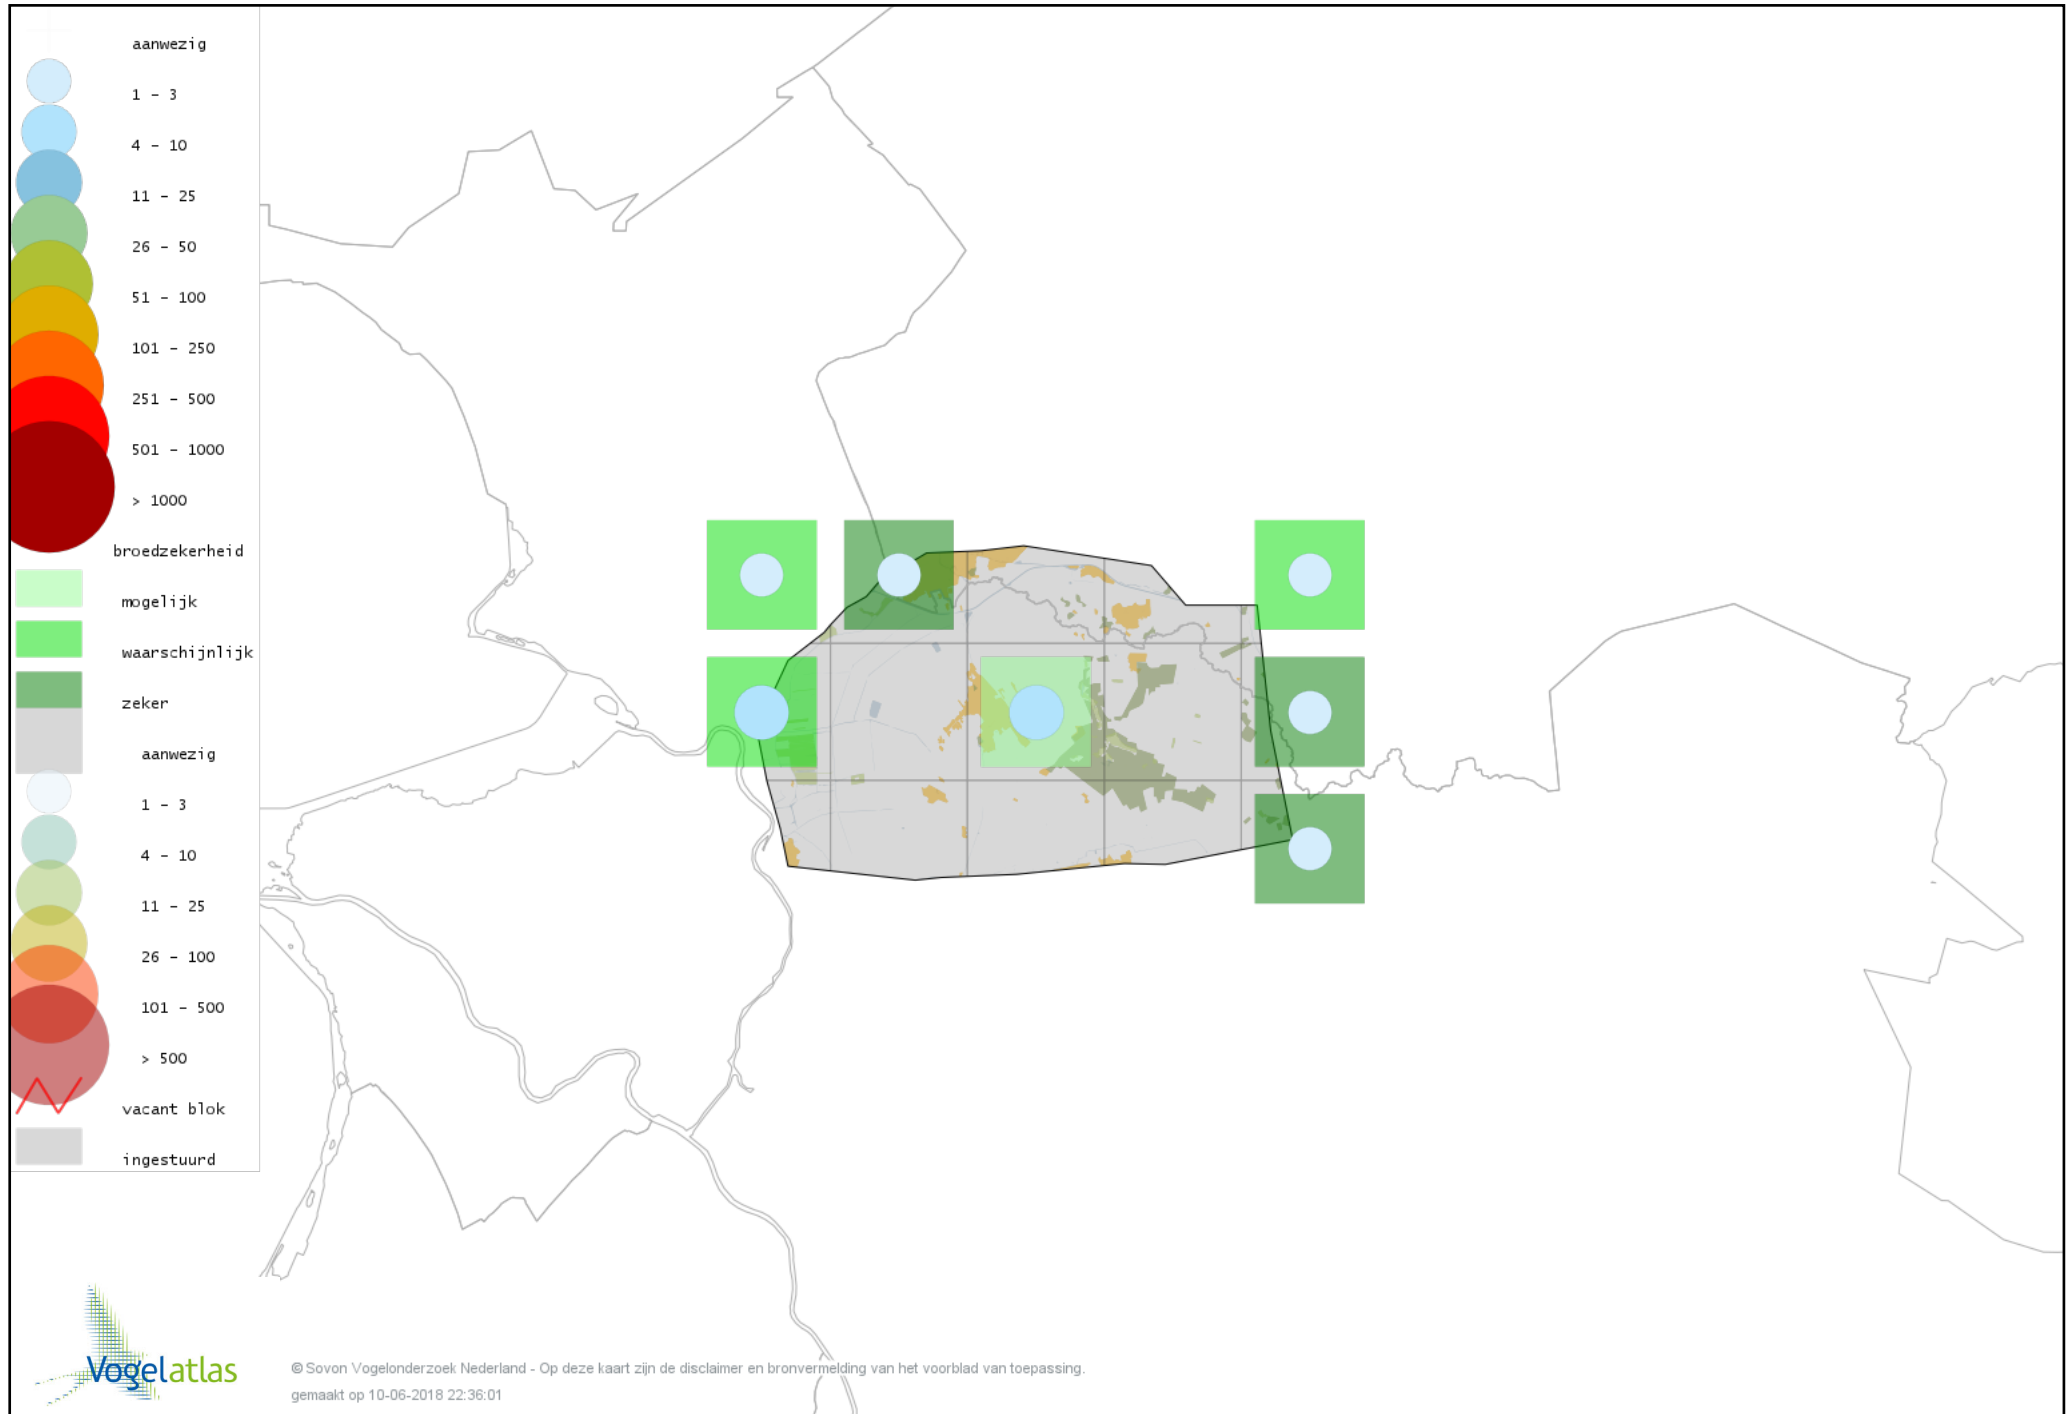 aanwezig
1 - 3
4 - 10
11 - 25
26 - 50
51 - 100
101 - 250
251 - 500
501 - 1000
> 1000
broedzekerheid
mogelijk
waarschijnlijk
zeker
aanwezig
1 - 3
4 - 10
11 - 25
26 - 100
101 - 500
> 500
vacant blok
ingestuurd
Vogelatlas
© Sovon Vogelonderzoek Nederland - Op deze kaart zijn de disclaimer en bronvermelding van het voorblad van toepassing.
gemaakt op 10-06-2018 22:36:01